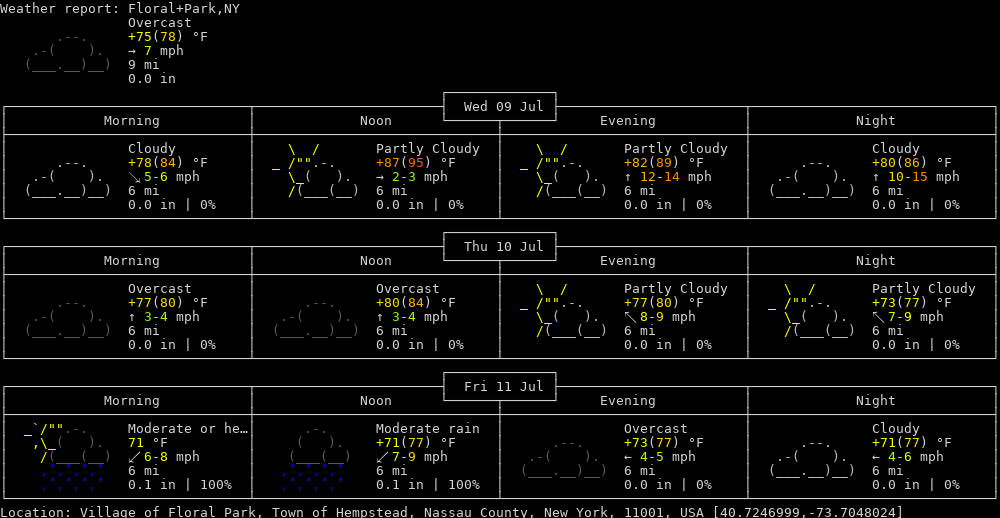 Weather report: Floral+Park,NY
Overcast
+75(78) °F
→ 7 mph
9 mi
0.0 in
Wed 09 Jul
Morning Noon Evening Night
Cloudy Partly Cloudy Partly Cloudy Cloudy
+78(84) °F +87(95) °F +82(89) °F +80(86) °F
↘ 5-6 mph → 2-3 mph ↑ 12-14 mph ↑ 10-15 mph
6 mi 6 mi 6 mi 6 mi
0.0 in | 0% 0.0 in | 0% 0.0 in | 0% 0.0 in | 0%
Thu 10 Jul
Morning Noon Evening Night
Overcast Overcast Partly Cloudy Partly Cloudy
+77(80) °F +80(84) °F +77(80) °F +73(77) °F
↑ 3-4 mph ↑ 3-4 mph ↖ 8-9 mph ↖ 7-9 mph
6 mi 6 mi 6 mi 6 mi
0.0 in | 0% 0.0 in | 0% 0.0 in | 0% 0.0 in | 0%
Fri 11 Jul
Morning Noon Evening Night
Moderate or he… Moderate rain Overcast Cloudy
71 °F +71(77) °F +73(77) °F +71(77) °F
↙ 6-8 mph ↙ 7-9 mph ← 4-5 mph ← 4-6 mph
6 mi 6 mi 6 mi 6 mi
0.1 in | 100% 0.1 in | 100% 0.0 in | 0% 0.0 in | 0%
Location: Village of Floral Park, Town of Hempstead, Nassau County, New York, 11001, USA [40.7246999,-73.7048024]